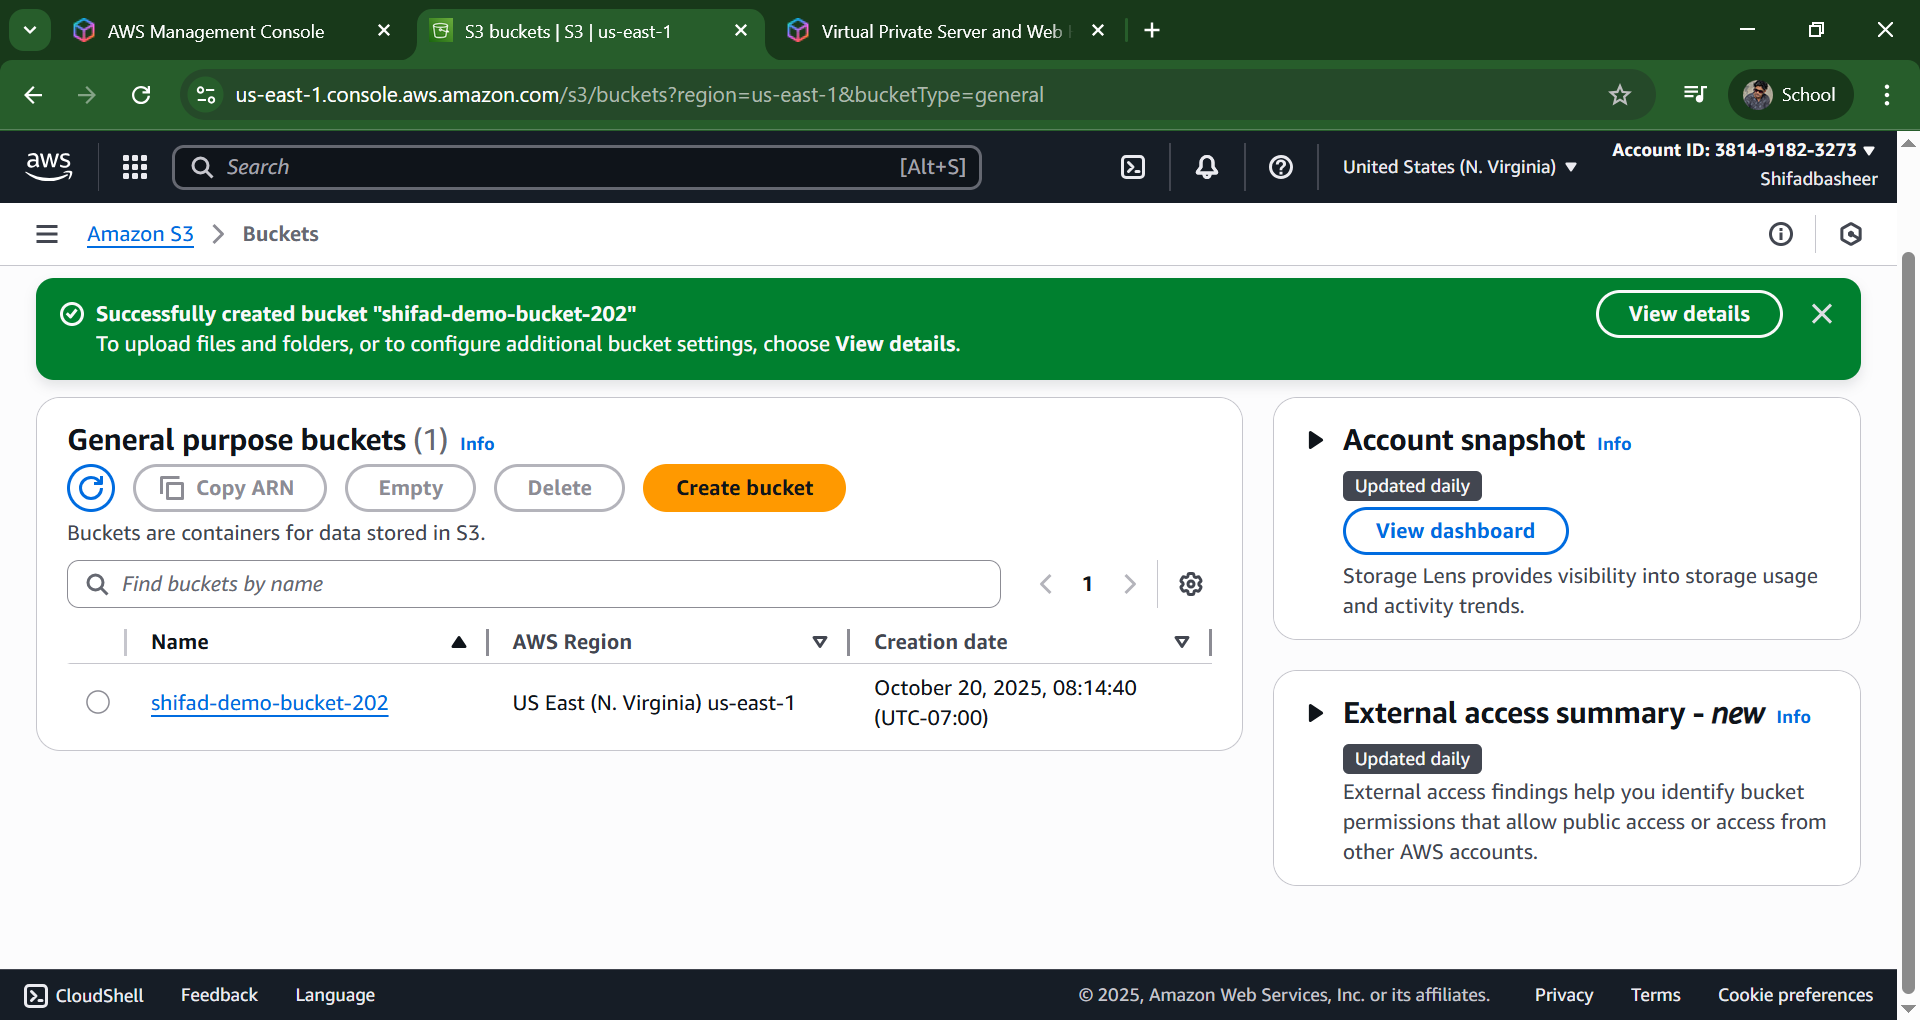 AWS Management Console
S3 buckets | S3 | us-east-1
Virtual Private Server and Web
us-east-1.console.aws.amazon.com/s3/buckets?region=us-east-1&bucketType=general
School
aws
Search
[Alt+S]
United States (N. Virginia)
Account ID: 3814-9182-3273
Shifadbasheer
Amazon S3
Buckets
Successfully created bucket "shifad-demo-bucket-202"
View details
To upload files and folders, or to configure additional bucket settings, choose View details.
General purpose buckets (1) Info
Copy ARN
Empty
Delete
Create bucket
Buckets are containers for data stored in S3.
Find buckets by name
1
Name
AWS Region
Creation date
shifad-demo-bucket-202
US East (N. Virginia) us-east-1
October 20, 2025, 08:14:40
(UTC-07:00)
Account snapshot Info
Updated daily
View dashboard
Storage Lens provides visibility into storage usage
and activity trends.
External access summary - new Info
Updated daily
External access findings help you identify bucket
permissions that allow public access or access from
other AWS accounts.
CloudShell
Feedback
Language
© 2025, Amazon Web Services, Inc. or its affiliates.
Privacy
Terms
Cookie preferences